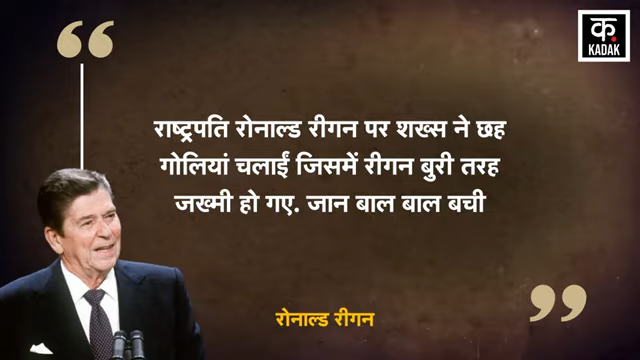 क
KADAK
राष्ट्रपति रोनाल्ड रीगन पर शख्स ने छह
गोलियां चलाईं जिसमें रीगन बुरी तरह
जख्मी हो गए. जान बाल बाल बची
रोनाल्ड रीगन